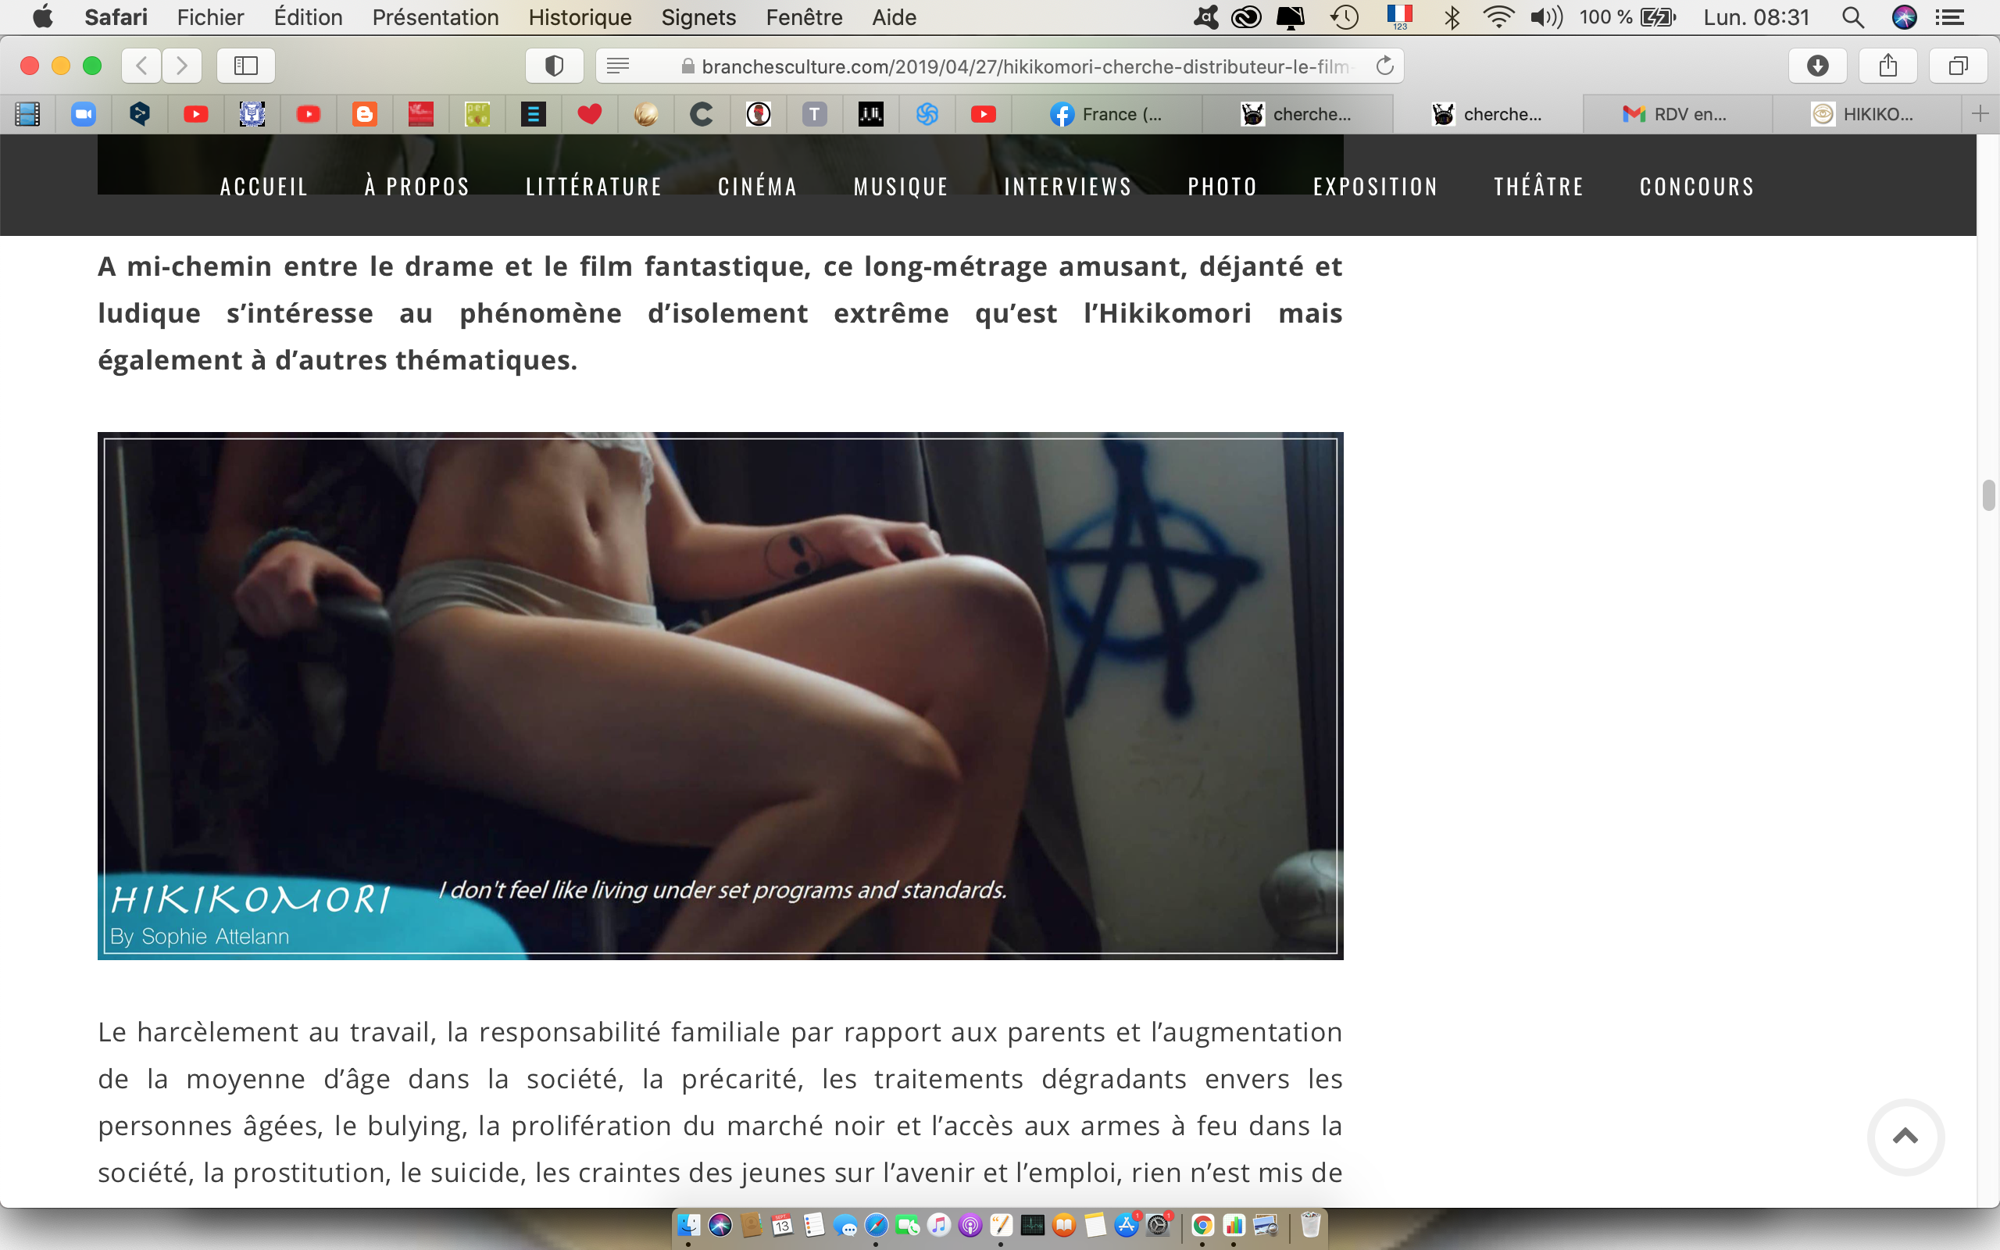 Safari Fichier Édition Présentation Historique Signets Fenêtre Aide 123 100 % Lun. 08:31
branchesculture.com/2019/04/27/hikikomori-cherche-distributeur-le-film-
per T France (... cherche... cherche... RDV en... HIKIKO...
ACCUEIL À PROPOS LITTÉRATURE CINÉMA MUSIQUE INTERVIEWS PHOTO EXPOSITION THÉÂTRE CONCOURS
A mi-chemin entre le drame et le film fantastique, ce long-métrage amusant, déjanté et
ludique s’intéresse au phénomène d’isolement extrême qu’est l’Hikikomori mais
également à d’autres thématiques.
HIKIKOMORI
I don't feel like living under set programs and standards.
By Sophie Attelann
Le harcèlement au travail, la responsabilité familiale par rapport aux parents et l’augmentation
de la moyenne d’âge dans la société, la précarité, les traitements dégradants envers les
personnes âgées, le bulying, la prolifération du marché noir et l’accès aux armes à feu dans la
société, la prostitution, le suicide, les craintes des jeunes sur l’avenir et l’emploi, rien n’est mis de
13